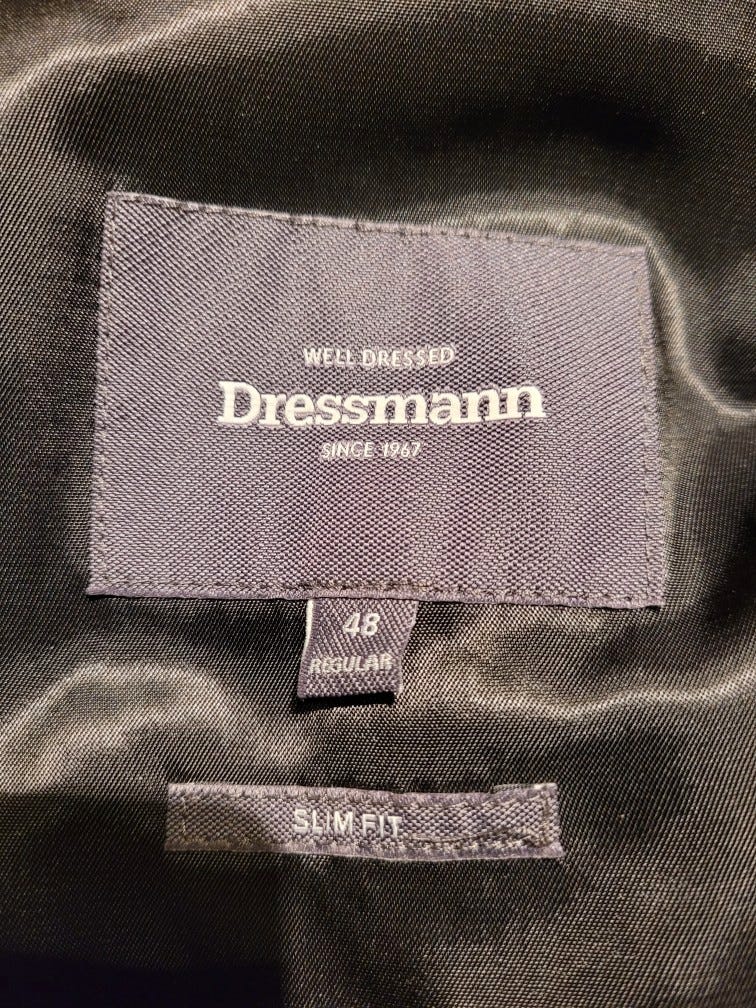 WELL DRESSED
Dressmann
SINCE 1967
48
REGULAR
SLIM FIT